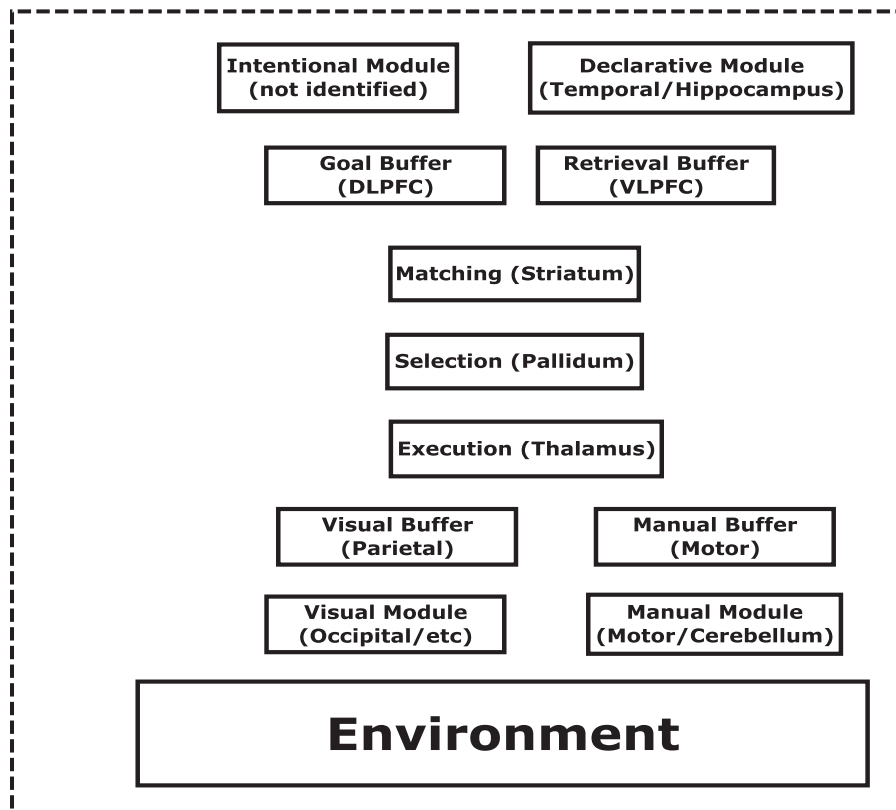 Intentional Module
(not identified)
Declarative Module
(Temporal/Hippocampus)
Goal Buffer
(DLPFC)
Retrieval Buffer
(VLPFC)
Matching (Striatum)
Selection (Pallidum)
Execution (Thalamus)
Visual Buffer
(Parietal)
Manual Buffer
(Motor)
Visual Module
(Occipital/etc)
Manual Module
(Motor/Cerebellum)
Environment